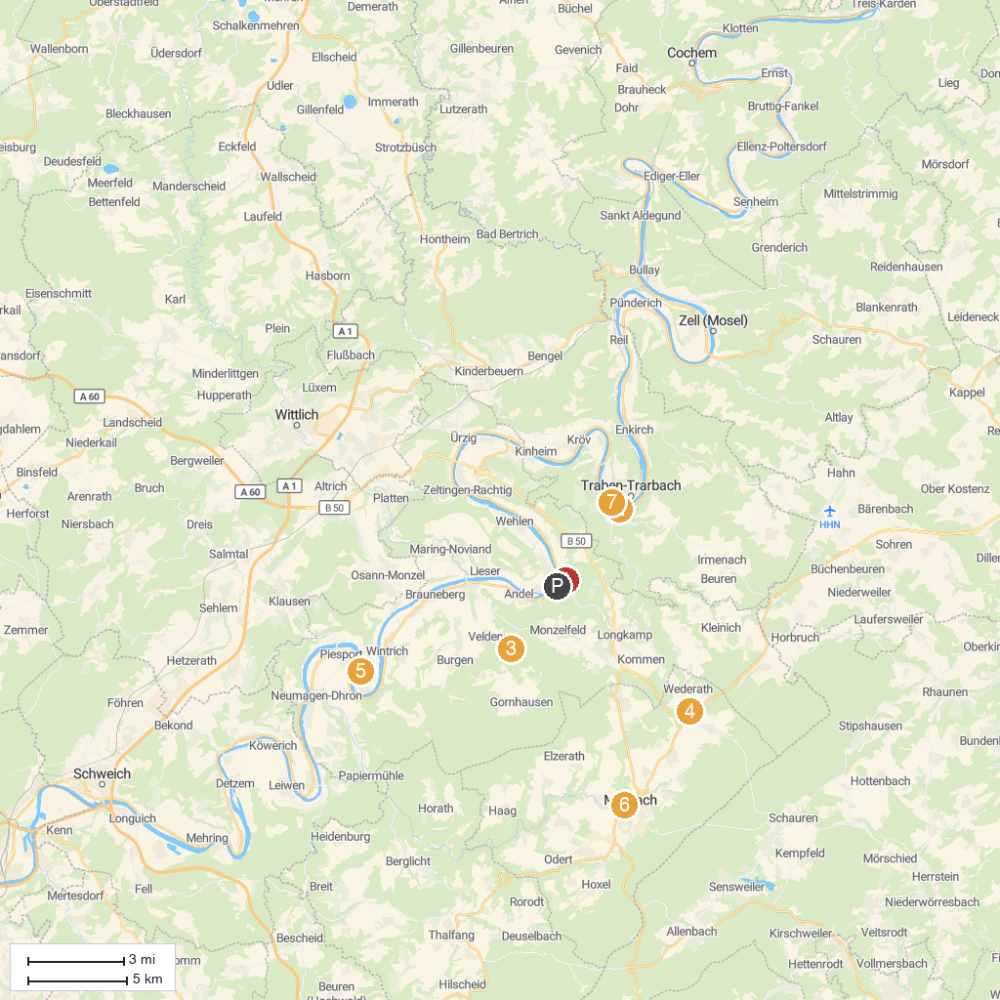 Oberstadtfeld
Mehren
Demerath
Büchel
Treis-Karden
Schalkenmehren
Klotten
Wallenborn
Üdersdorf
Ellscheid
Gillenbeuren
Gevenich
Cochem
Faid
Ernst
Udler
Brauheck
Lieg
Gillenfeld
Immerath
Lutzerath
Dohr
Bruttig-Fankel
Bleckhausen
Eckfeld
Strotzbüsch
Ellenz-Poltersdorf
Deudesfeld
Mörsdorf
Meerfeld
Manderscheid
Wallscheid
Ediger-Eller
Bettenfeld
Mittelstrimmig
Laufeld
Sankt Aldegund
Senheim
Hontheim
Bad Bertrich
Grenderich
Hasborn
Bullay
Reidenhausen
Eisenschmitt
Karl
Pünderich
Blankenrath
Zell (Mosel)
Plein
A 1
Reil
Schauren
Flußbach
Bengel
Minderlittgen
Kinderbeuern
A 60
Hupperath
Lüxem
Kappel
Landscheid
Wittlich
Altlay
Niederkail
Ürzig
Kröv
Enkirch
Bergweiler
Kinheim
Binsfeld
Hahn
Bruch
A 60
A 1
Altrich
Zeltingen-Rachtig
Traben-Trarbach
Ober Kostenz
Arenrath
Platten
7
Herforst
B 50
Bärenbach
Niersbach
Dreis
Wehlen
HHN
B 50
Sohren
Salmtal
Maring-Noviand
Irmenach
Büchenbeuren
Osann-Monzel
Lieser
Beuren
P
Klausen
Brauneberg
Andel
Niederweiler
Sehlem
Laufersweiler
Zemmer
Monzelfeld
Kleinich
Velden
Longkamp
Horbruch
3
Piesport
Wintrich
Hetzerath
Burgen
Kommen
5
Neumagen-Dhron
Wederath
Rhaunen
Föhren
Gornhausen
4
Bekond
Stipshausen
Köwerich
Elzerath
Schweich
Papiermühle
Detzem
Leiwen
Hottenbach
6
Longuich
Horath
Haag
Schauren
Kenn
Mehring
Heidenburg
Kempfeld
Berglicht
Odert
Mörschied
Herrstein
Fell
Breit
Hoxel
Sensweiler
Mertesdorf
Rorodt
Niederwörresbach
Thalfang
Deuselbach
Allenbach
Kirschweiler
Veitsrodt
Bescheid
3 mi
5 km
Hettenrodt
Vollmersbach
Beuren
(Hochwald)
Hilscheid